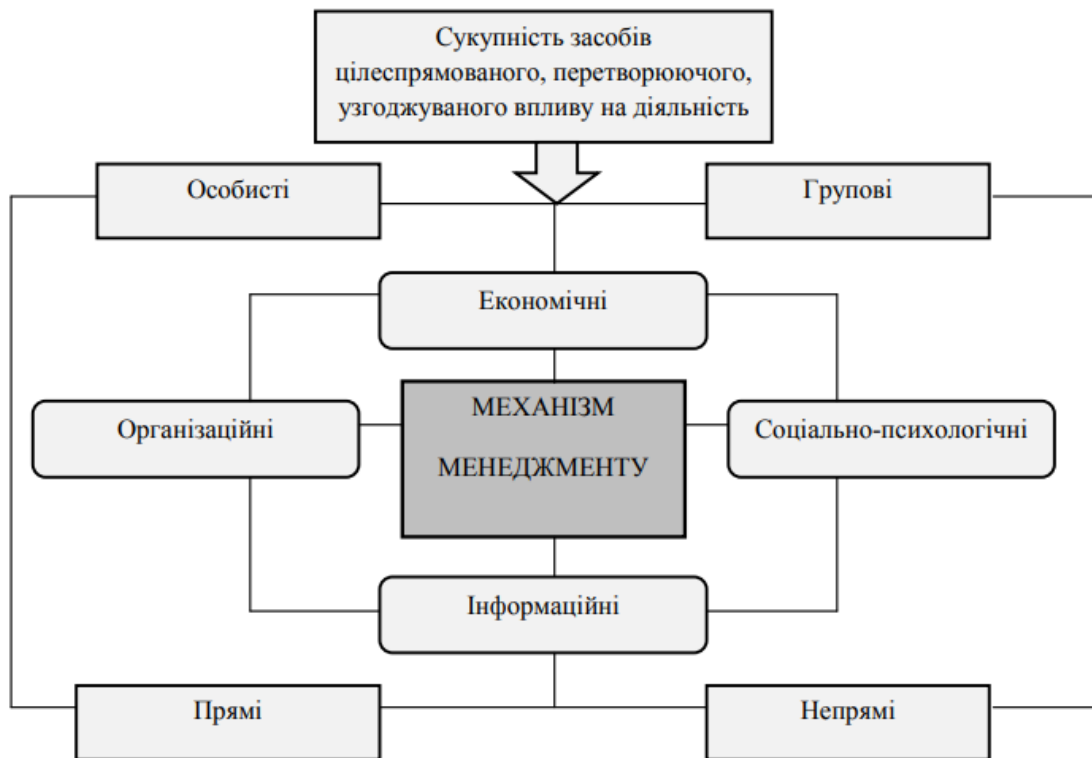 Сукупність засобів
цілеспрямованого, перетворюючого,
узгоджуваного впливу на діяльність
Особисті
Групові
Економічні
Організаційні
МЕХАНІЗМ
МЕНЕДЖМЕНТУ
Соціально-психологічні
Інформаційні
Прямі
Непрямі